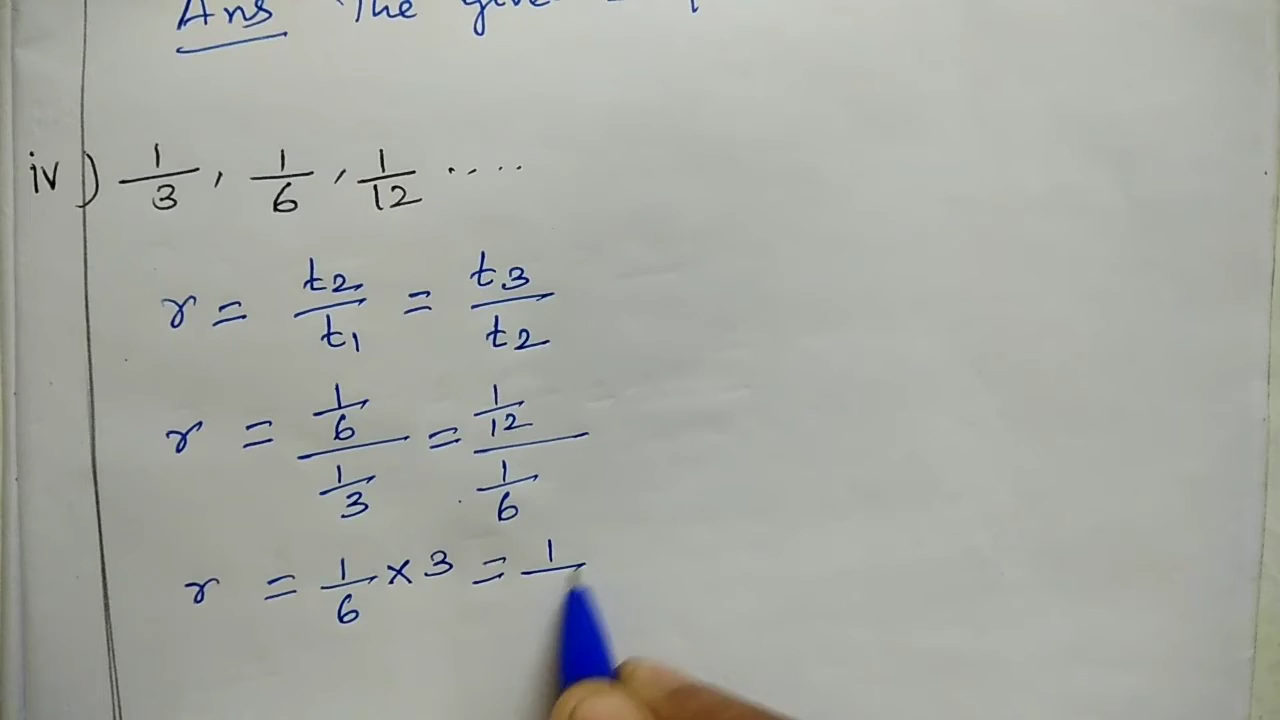 Ans The
iv) 1/3, 1/6, 1/12 ....
r = t2/t1 = t3/t2
r = (1/6)/(1/3) = (1/12)/(1/6)
r = 1/6 × 3 = 1/